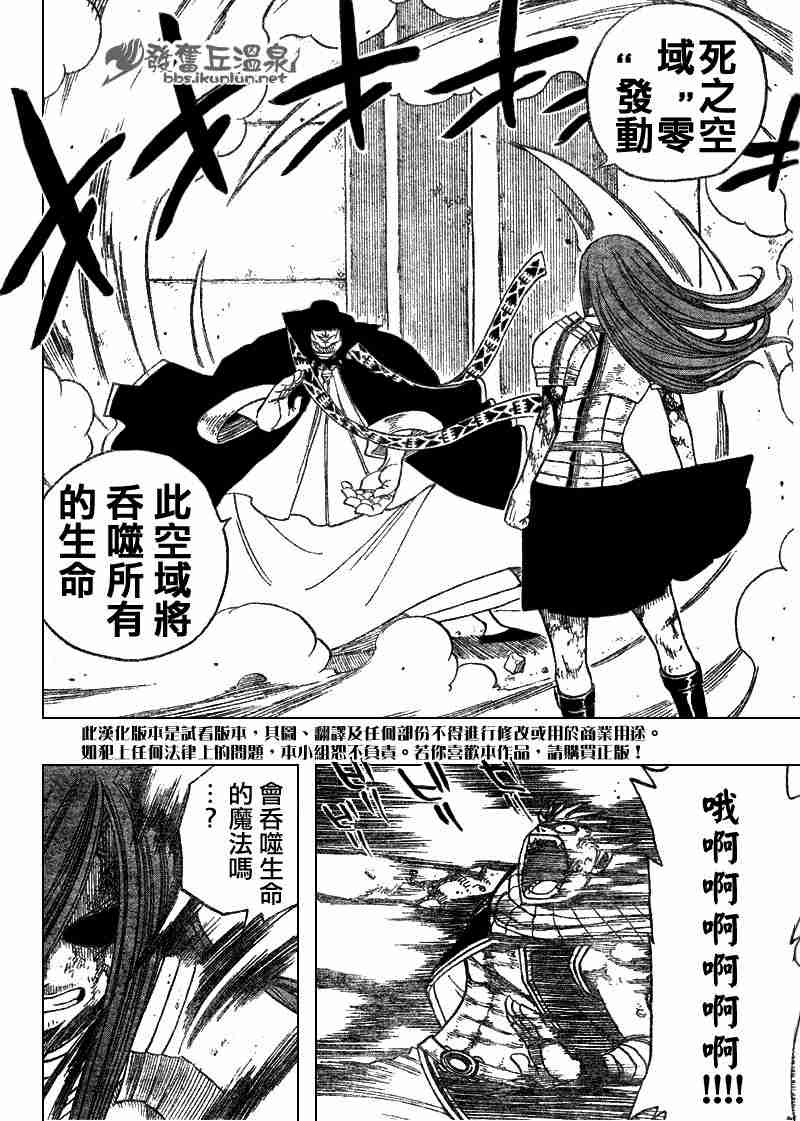 發奮丘溫泉
bbs.ikunlun.net
死之空
域”零
“發動
此空域將
吞噬所有
的生命
此漢化版本是試看版本，其圖、翻譯及任何部份不得進行修改或用於商業用途。
如犯上任何法律上的問題，本小組恕不負責。若你喜歡本作品，請購買正版！
哦啊啊啊啊啊啊!!!!
會吞噬生命
的魔法嗎
…?